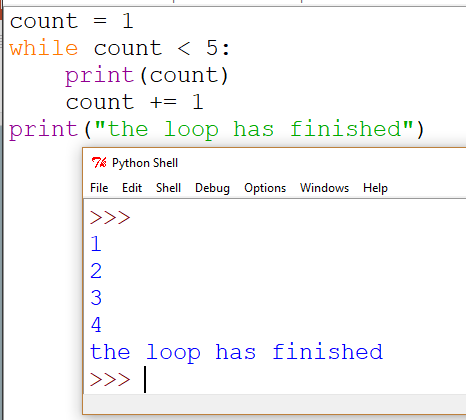 count = 1
while count < 5:
    print(count)
    count += 1
print("the loop has finished")
Python Shell
File Edit Shell Debug Options Windows Help
>>>
1
2
3
4
the loop has finished
>>>